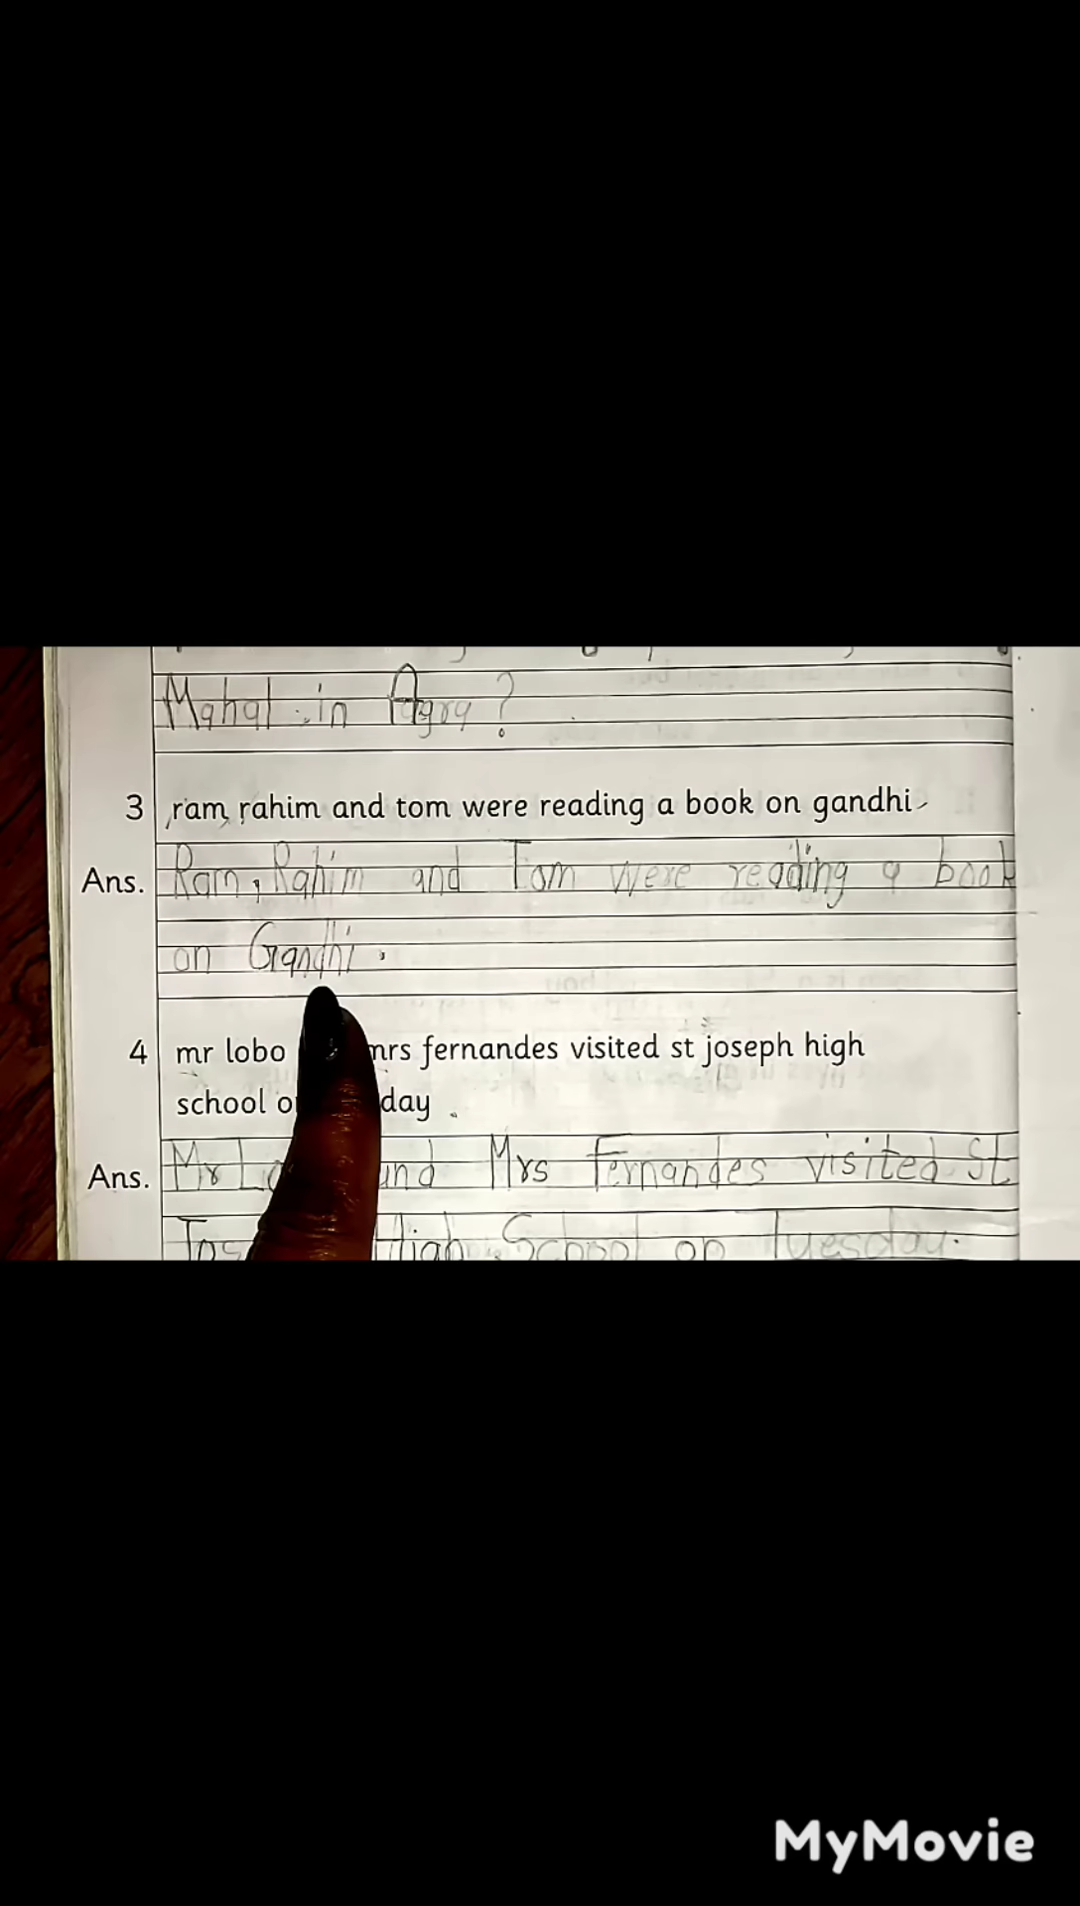 Mahal in Agra ?
3 ram, rahim and tom were reading a book on gandhi
Ans. Ram, Rahim and Tom were reading a book
on Gandhi .
4 mr lobo mrs fernandes visited st joseph high
school day .
Ans. Mr and Mrs Fernandes visited St.
High School on Tuesday.
MyMovie